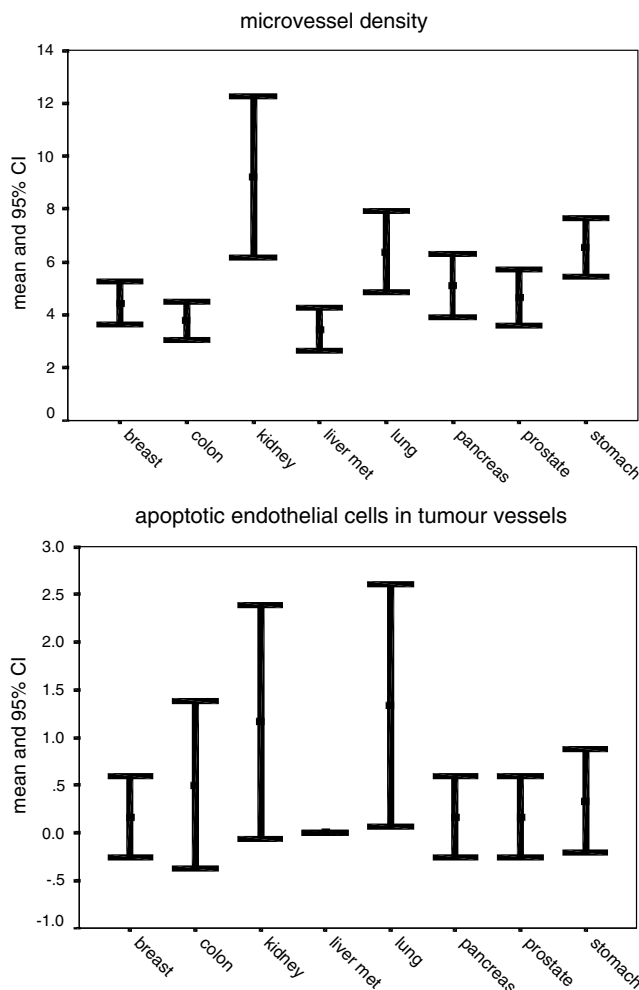 microvessel density
14
12
10
8
6
4
2
0
mean and 95% CI
breast
colon
kidney
liver met
lung
pancreas
prostate
stomach
apoptotic endothelial cells in tumour vessels
3.0
2.5
2.0
1.5
1.0
.5
0.0
-.5
-1.0
mean and 95% CI
breast
colon
kidney
liver met
lung
pancreas
prostate
stomach